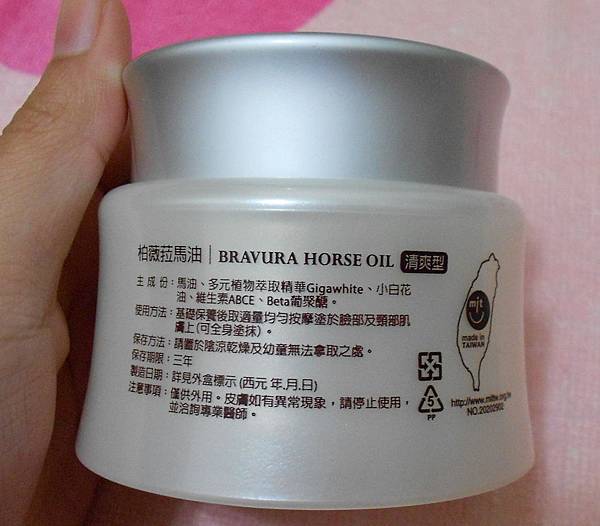 柏薇菈馬油 | BRAVURA HORSE OIL 清爽型
主成份：馬油、多元植物萃取精華Gigawhite、小白花
油、維生素ABCE、Beta葡聚醣。
使用方法：基礎保養後取適量均勻按摩塗於臉部及頸部肌
膚上(可全身塗抹)。
保存方法：請置於陰涼乾燥及幼童無法拿取之處。
保存期限：三年
製造日期：詳見外盒標示(西元 年.月.日)
注意事項：僅供外用。皮膚如有異常現象，請停止使用，
並洽詢專業醫師。
mit
made in
TAIWAN
5
PP
http://www.mittw.org.tw
NO.20202902